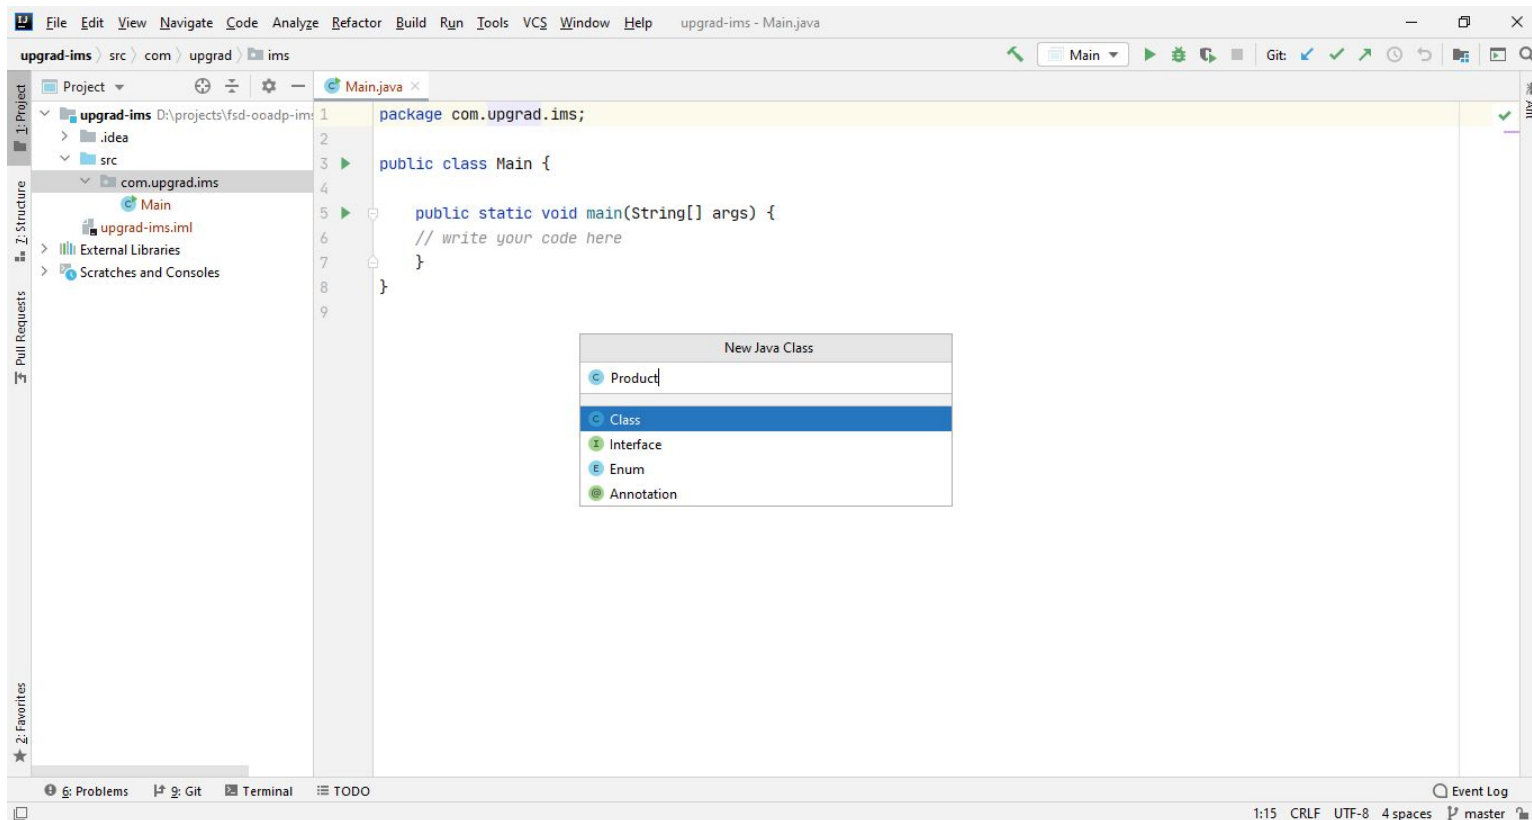 File Edit View Navigate Code Analyze Refactor Build Run Tools VCS Window Help upgrad-ims - Main.java
upgrad-ims src com upgrad ims
Main
Git:
1: Project
7: Structure
Pull Requests
2: Favorites
Project
upgrad-ims D:\projects\fsd-ooadp-ims
.idea
src
com.upgrad.ims
Main
upgrad-ims.iml
External Libraries
Scratches and Consoles
Main.java
1 package com.upgrad.ims;
2
3 public class Main {
4
5 public static void main(String[] args) {
6 // write your code here
7 }
8 }
9
New Java Class
Product
Class
Interface
Enum
Annotation
Ant
6: Problems 9: Git Terminal TODO
Event Log
1:15 CRLF UTF-8 4 spaces master